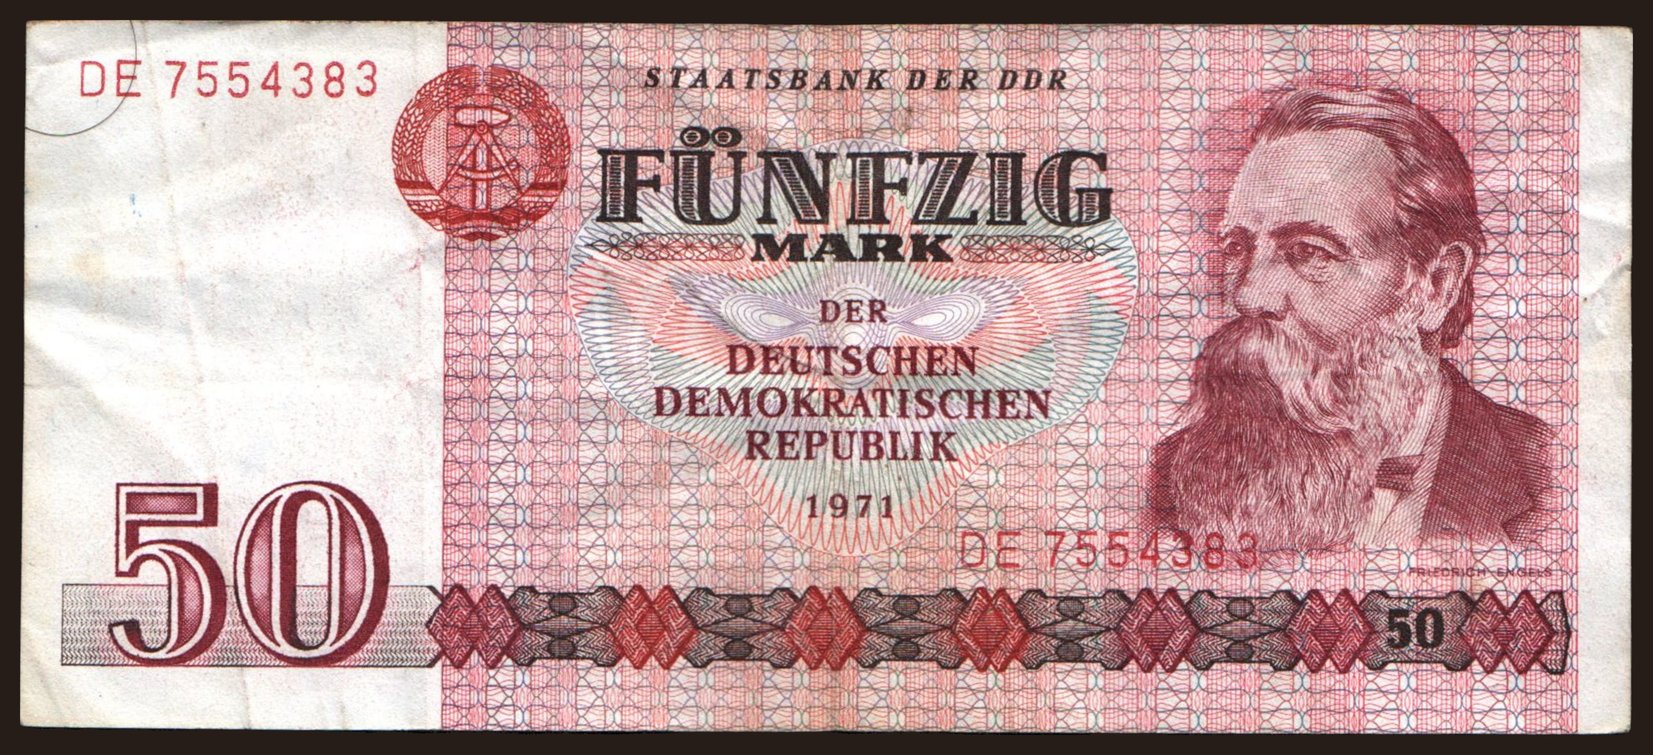 DE 7554383
STAATSBANK DER DDR
FÜNFZIG
MARK
DER
DEUTSCHEN
DEMOKRATISCHEN
REPUBLIK
1971
DE 7554383
FRIEDRICH ENGELS
50
50